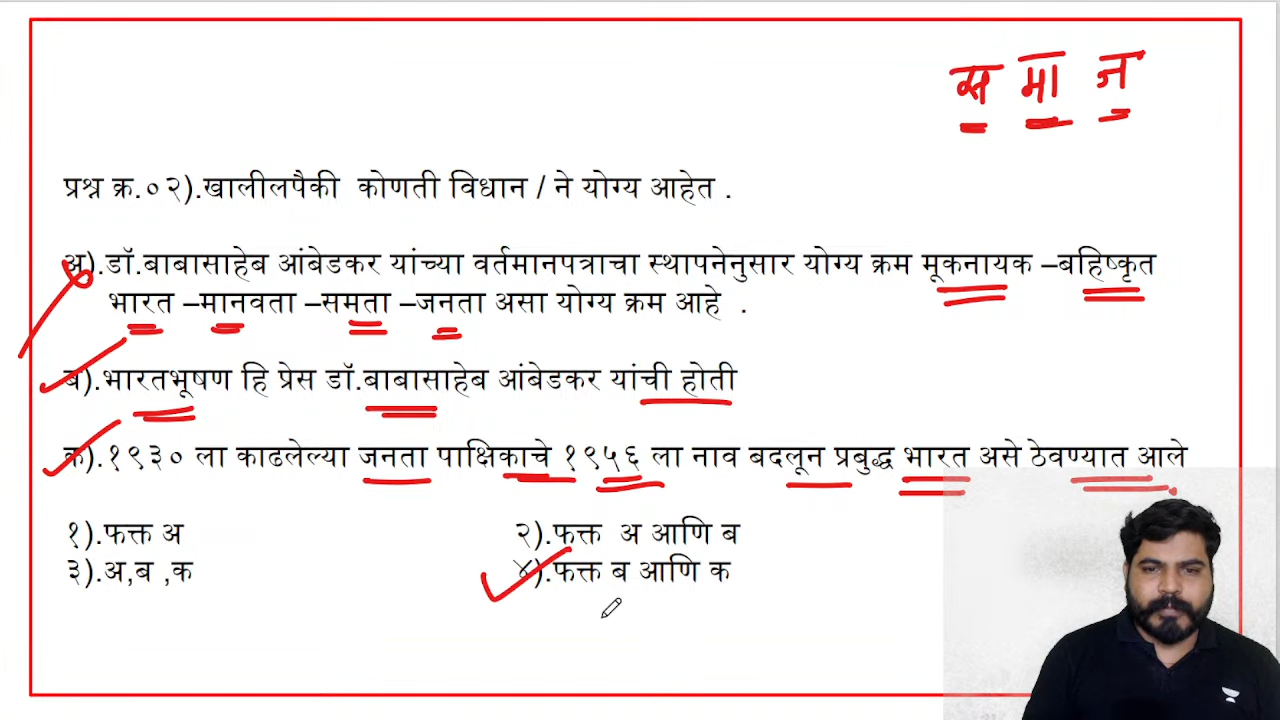 स मा ज
प्रश्न क्र.०२).खालीलपैकी कोणती विधान / ने योग्य आहेत .
अ).डॉ.बाबासाहेब आंबेडकर यांच्या वर्तमानपत्राचा स्थापनेनुसार योग्य क्रम मूकनायक –बहिष्कृत
भारत –मानवता –समता –जनता असा योग्य क्रम आहे .
ब).भारतभूषण हि प्रेस डॉ.बाबासाहेब आंबेडकर यांची होती
क).१९३० ला काढलेल्या जनता पाक्षिकाचे १९५६ ला नाव बदलून प्रबुद्ध भारत असे ठेवण्यात आले
१).फक्त अ २).फक्त अ आणि ब
३).अ,ब ,क ४).फक्त ब आणि क